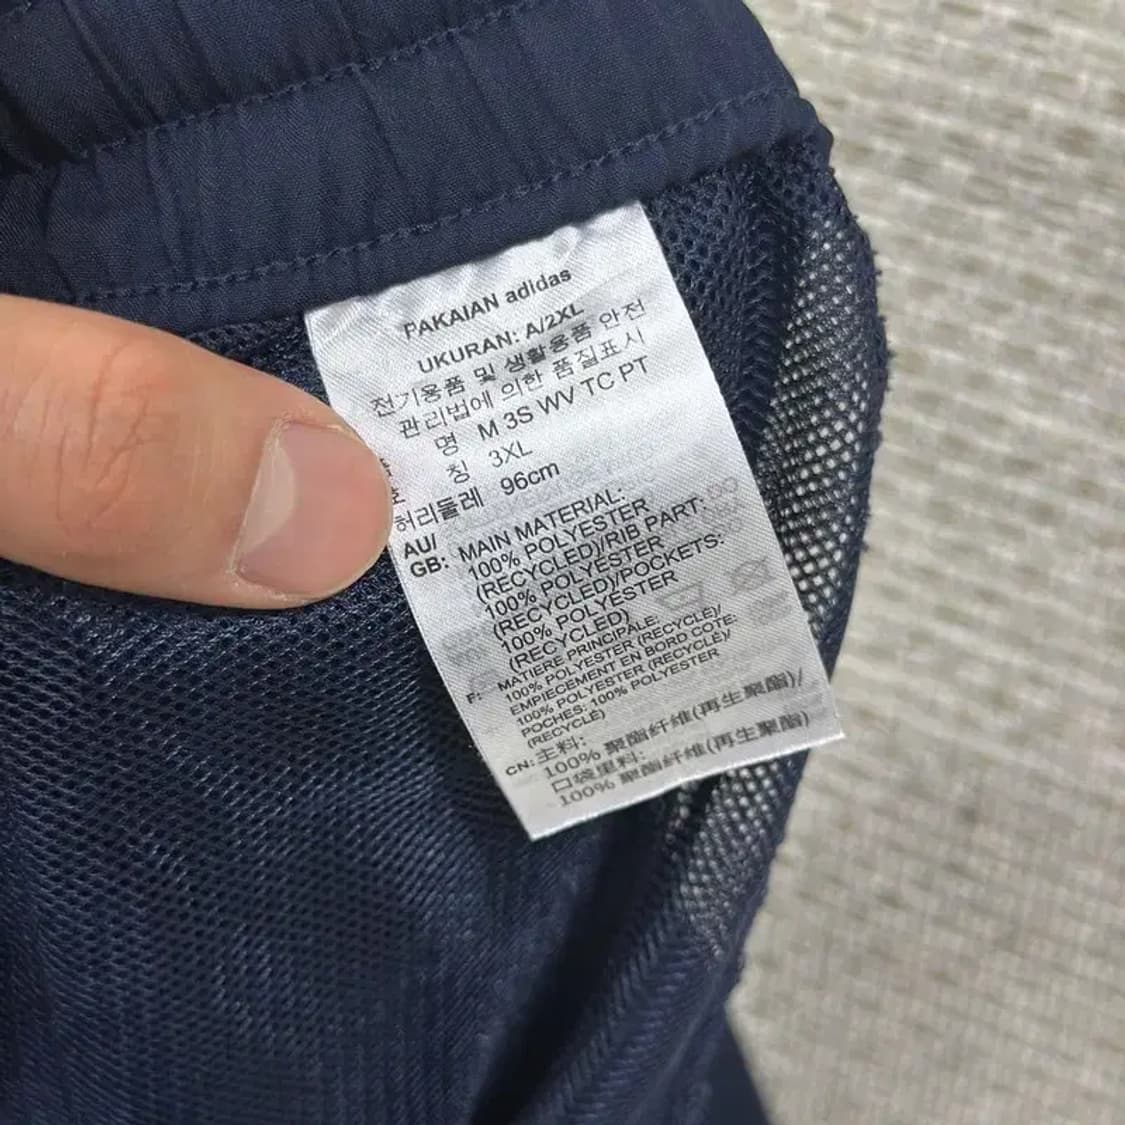 PAKAIAN adidas
UKURAN: A/2XL
전기용품 및 생활용품 안전
관리법에 의한 품질표시
명 M 3S WV TC PT
칭 3XL
허리둘레 96cm
AU/
GB: MAIN MATERIAL:
100% POLYESTER
(RECYCLED)/RIB PART:
100% POLYESTER
(RECYCLED)/POCKETS:
100% POLYESTER
(RECYCLED)
F: MATIERE PRINCIPALE:
100% POLYESTER (RECYCLÉ)/
EMPIECEMENT EN BORD COTE:
100% POLYESTER (RECYCLÉ)/
POCHES: 100% POLYESTER
(RECYCLÉ)
CN: 主料:
100% 聚酯纤维(再生聚酯)/
口袋里料:
100% 聚酯纤维(再生聚酯)